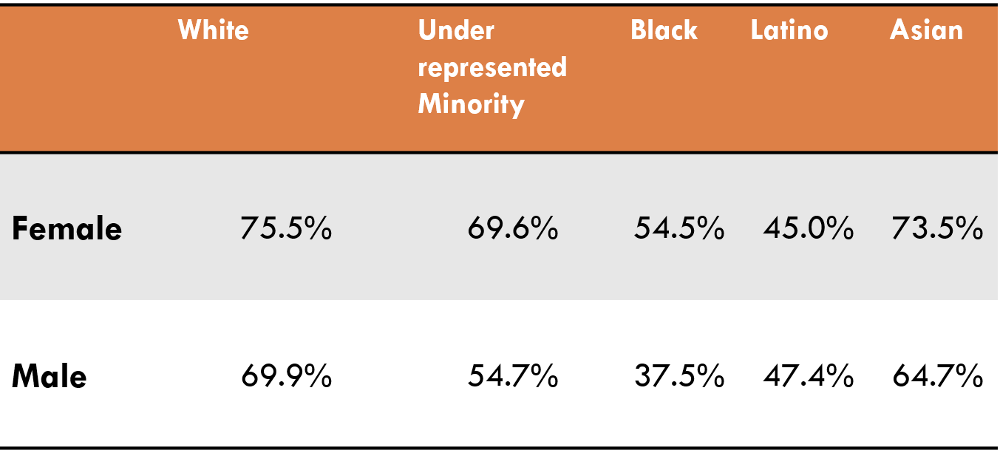 White Under represented Minority Black Latino Asian
Female 75.5% 69.6% 54.5% 45.0% 73.5%
Male 69.9% 54.7% 37.5% 47.4% 64.7%